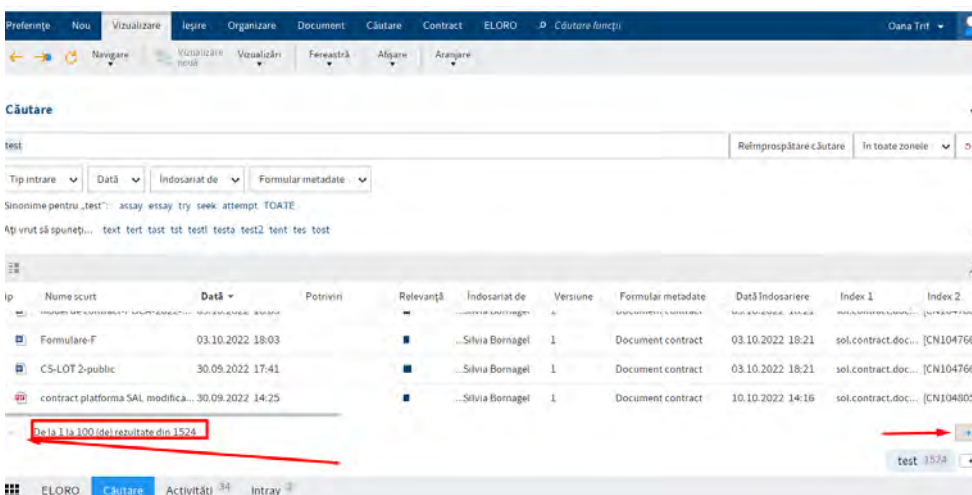 Preferințe Nou Vizualizare Ieșire Organizare Document Căutare Contract ELORO Căutare funcții Oana Trif
Navigare Vizualizare nouă Vizualizări Fereastră Afișare Aranjare
Căutare
test Reîmprospătare căutare În toate zonele
Tip intrare Dată Îndosariat de Formular metadate
Sinonime pentru „test": assay essay try seek attempt TOATE
Ați vrut să spuneți... text tert tast tst testl testa test2 tent tes tost
ip Nume scurt Dată Potriviri Relevanță Îndosariat de Versiune Formular metadate Dată îndosariere Index 1 Index 2
Formulare-F 03.10.2022 18:03 ...Silvia Bornagel 1 Document contract 03.10.2022 18:21 sol.contract.doc... [CN104766
CS-LOT 2-public 30.09.2022 17:41 ...Silvia Bornagel 1 Document contract 03.10.2022 18:21 sol.contract.doc... [CN104766
contract platforma SAL modifica... 30.09.2022 14:25 ...Silvia Bornagel 1 Document contract 10.10.2022 14:16 sol.contract.doc... [CN104805
De la 1 la 100 (de) rezultate din 1524
test 1524
ELORO Căutare Activități 34 Intray